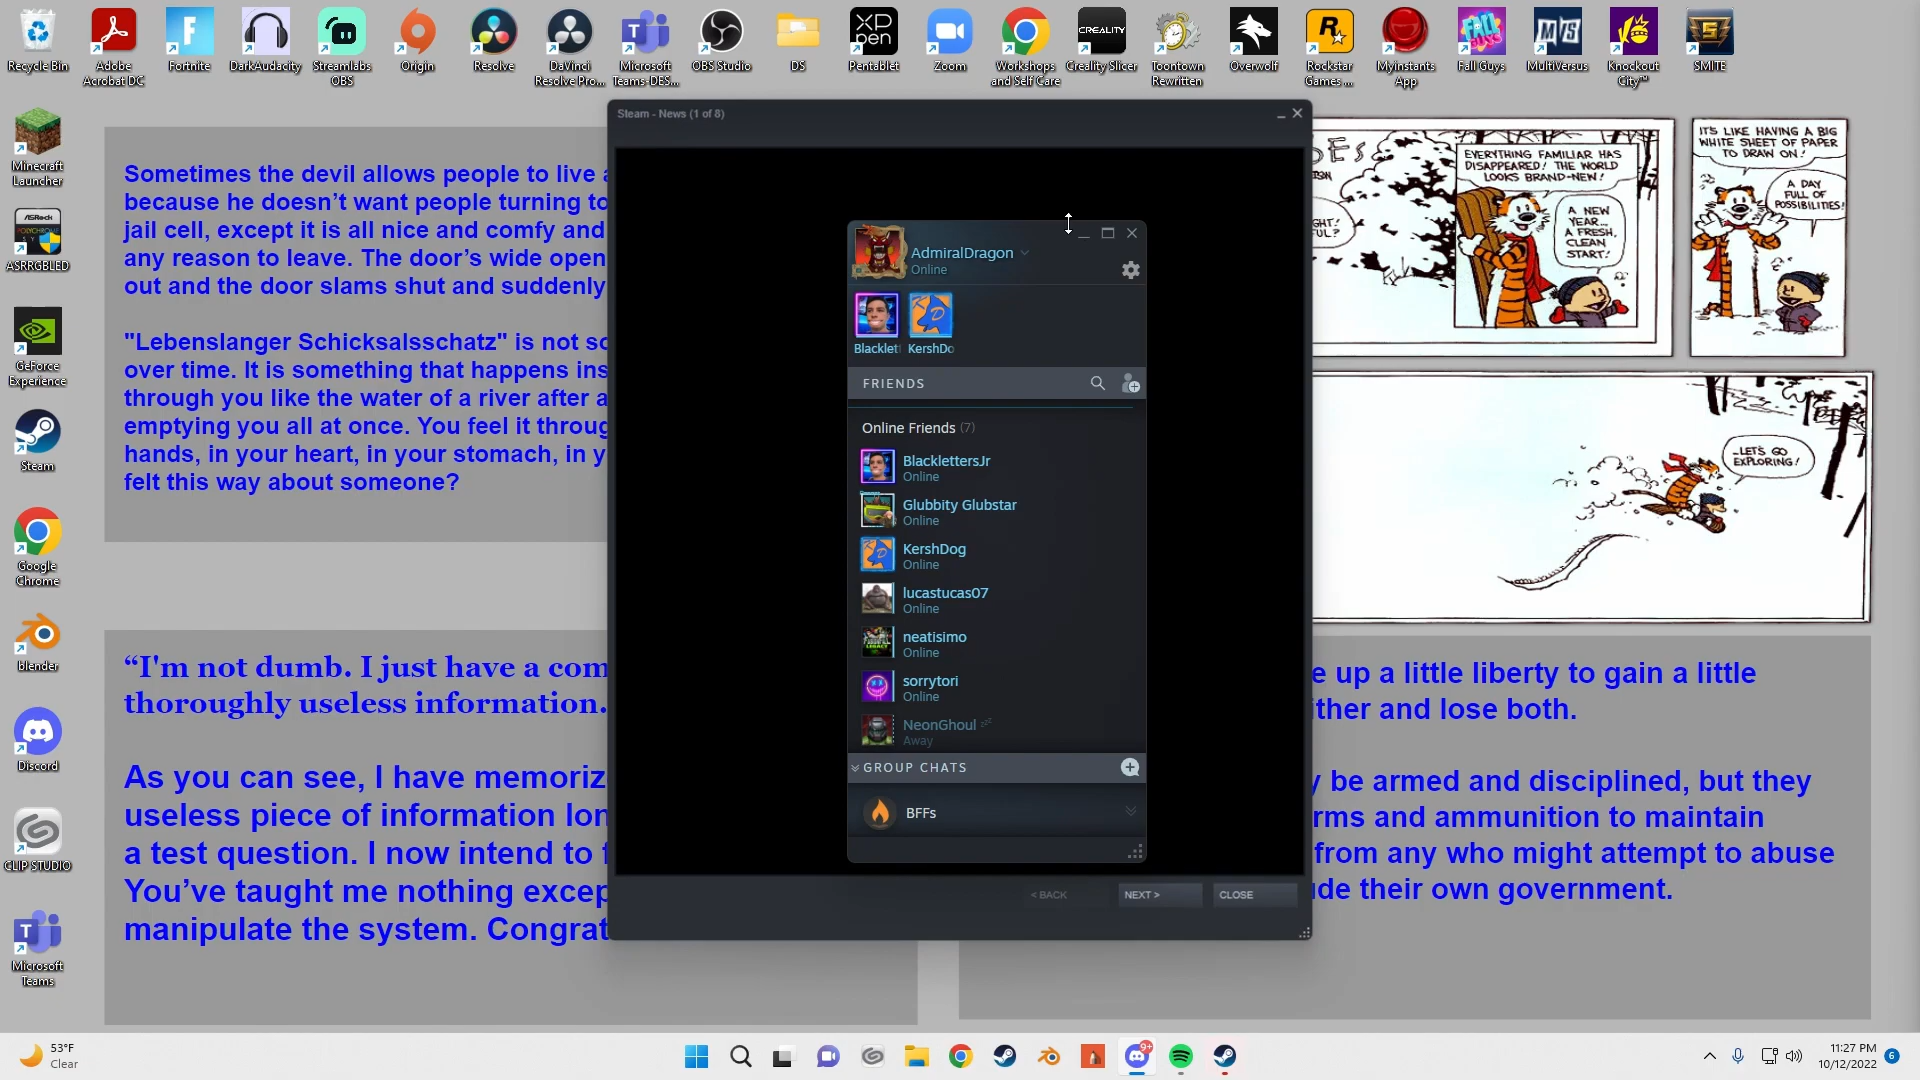 Recycle Bin
Adobe
Acrobat DC
Fortnite
DarkAudacity
Streamlabs
OBS
Origin
Resolve
DaVinci
Resolve Pro...
Microsoft
Teams-DES...
OBS Studio
DS
Pentablet
Zoom
Workshops
and Self Care
Creality Slicer
Toontown
Rewritten
Overwolf
Rockstar
Games ...
Myinstants
App
Fall Guys
MultiVersus
Knockout
City™
SMITE
Minecraft
Launcher
ASRRGBLED
GeForce
Experience
Steam
Google
Chrome
blender
Discord
CLIP STUDIO
Microsoft
Teams
Sometimes the devil allows people to live
because he doesn't want people turning to
jail cell, except it is all nice and comfy and
any reason to leave. The door's wide open
out and the door slams shut and suddenly
"Lebenslanger Schicksalsschatz" is not
over time. It is something that happens
through you like the water of a river after
emptying you all at once. You feel it
hands, in your heart, in your stomach, in
felt this way about someone?
“I'm not dumb. I just have a
thoroughly useless information.
As you can see, I have
useless piece of information
a test question. I now intend to
You've taught me nothing
manipulate the system.
Steam - News (1 of 8)
AdmiralDragon
Online
Blacklet
KershDo
FRIENDS
Online Friends (7)
BlacklettersJr
Online
Glubbity Glubstar
Online
KershDog
Online
lucastucas07
Online
neatisimo
Online
sorrytori
Online
NeonGhoul zzz
Away
GROUP CHATS
BFFs
< BACK
NEXT >
CLOSE
EVERYTHING FAMILIAR HAS
DISAPPEARED! THE WORLD
LOOKS BRAND-NEW!
A NEW
YEAR...
A FRESH,
CLEAN
START!
IT'S LIKE HAVING A BIG
WHITE SHEET OF PAPER
TO DRAW ON!
A DAY
FULL OF
POSSIBILITIES!
...LET'S GO
EXPLORING!
up a little liberty to gain a little
and lose both.
be armed and disciplined, but they
and ammunition to maintain
from any who might attempt to abuse
their own government.
53°F
Clear
9+
11:27 PM
10/12/2022
6